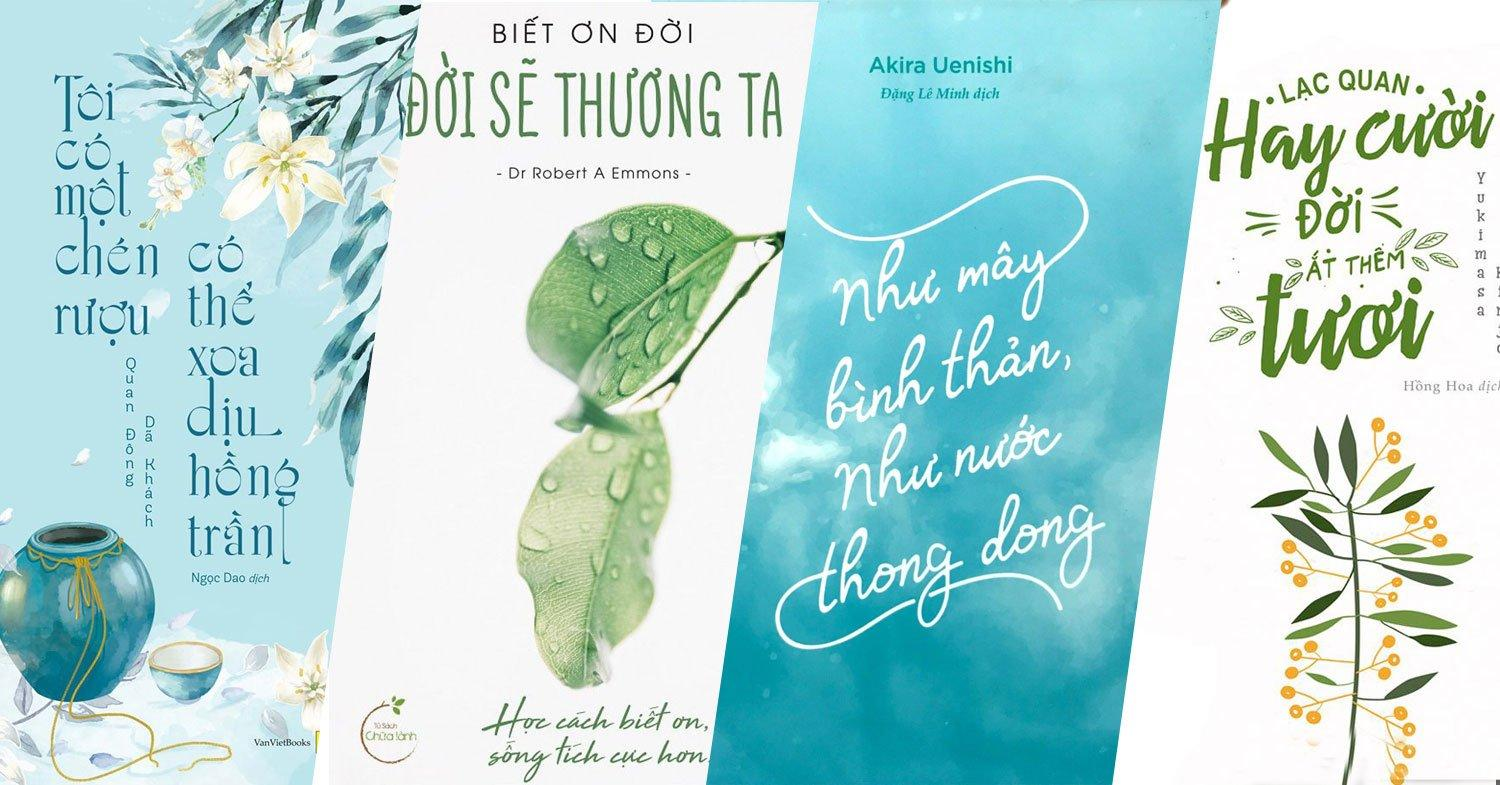 Tôi
có
một
chén
rượu
có
thể
xoa
dịu
hồng
trần
Quan Đông
Dã Khách
Ngọc Dao dịch
VanVietBooks
BIẾT ƠN ĐỜI
ĐỜI SẼ THƯƠNG TA
- Dr Robert A Emmons -
Tủ Sách
Chữa lành
Học cách biết ơn,
sống tích cực hơn.
Akira Uenishi
Đặng Lê Minh dịch
Như mây
bình thản,
Như nước
thong dong
LẠC QUAN
Hay cười
ĐỜI
ẮT THÊM
tươi
Yukimasa
Hồng Hoa dịch